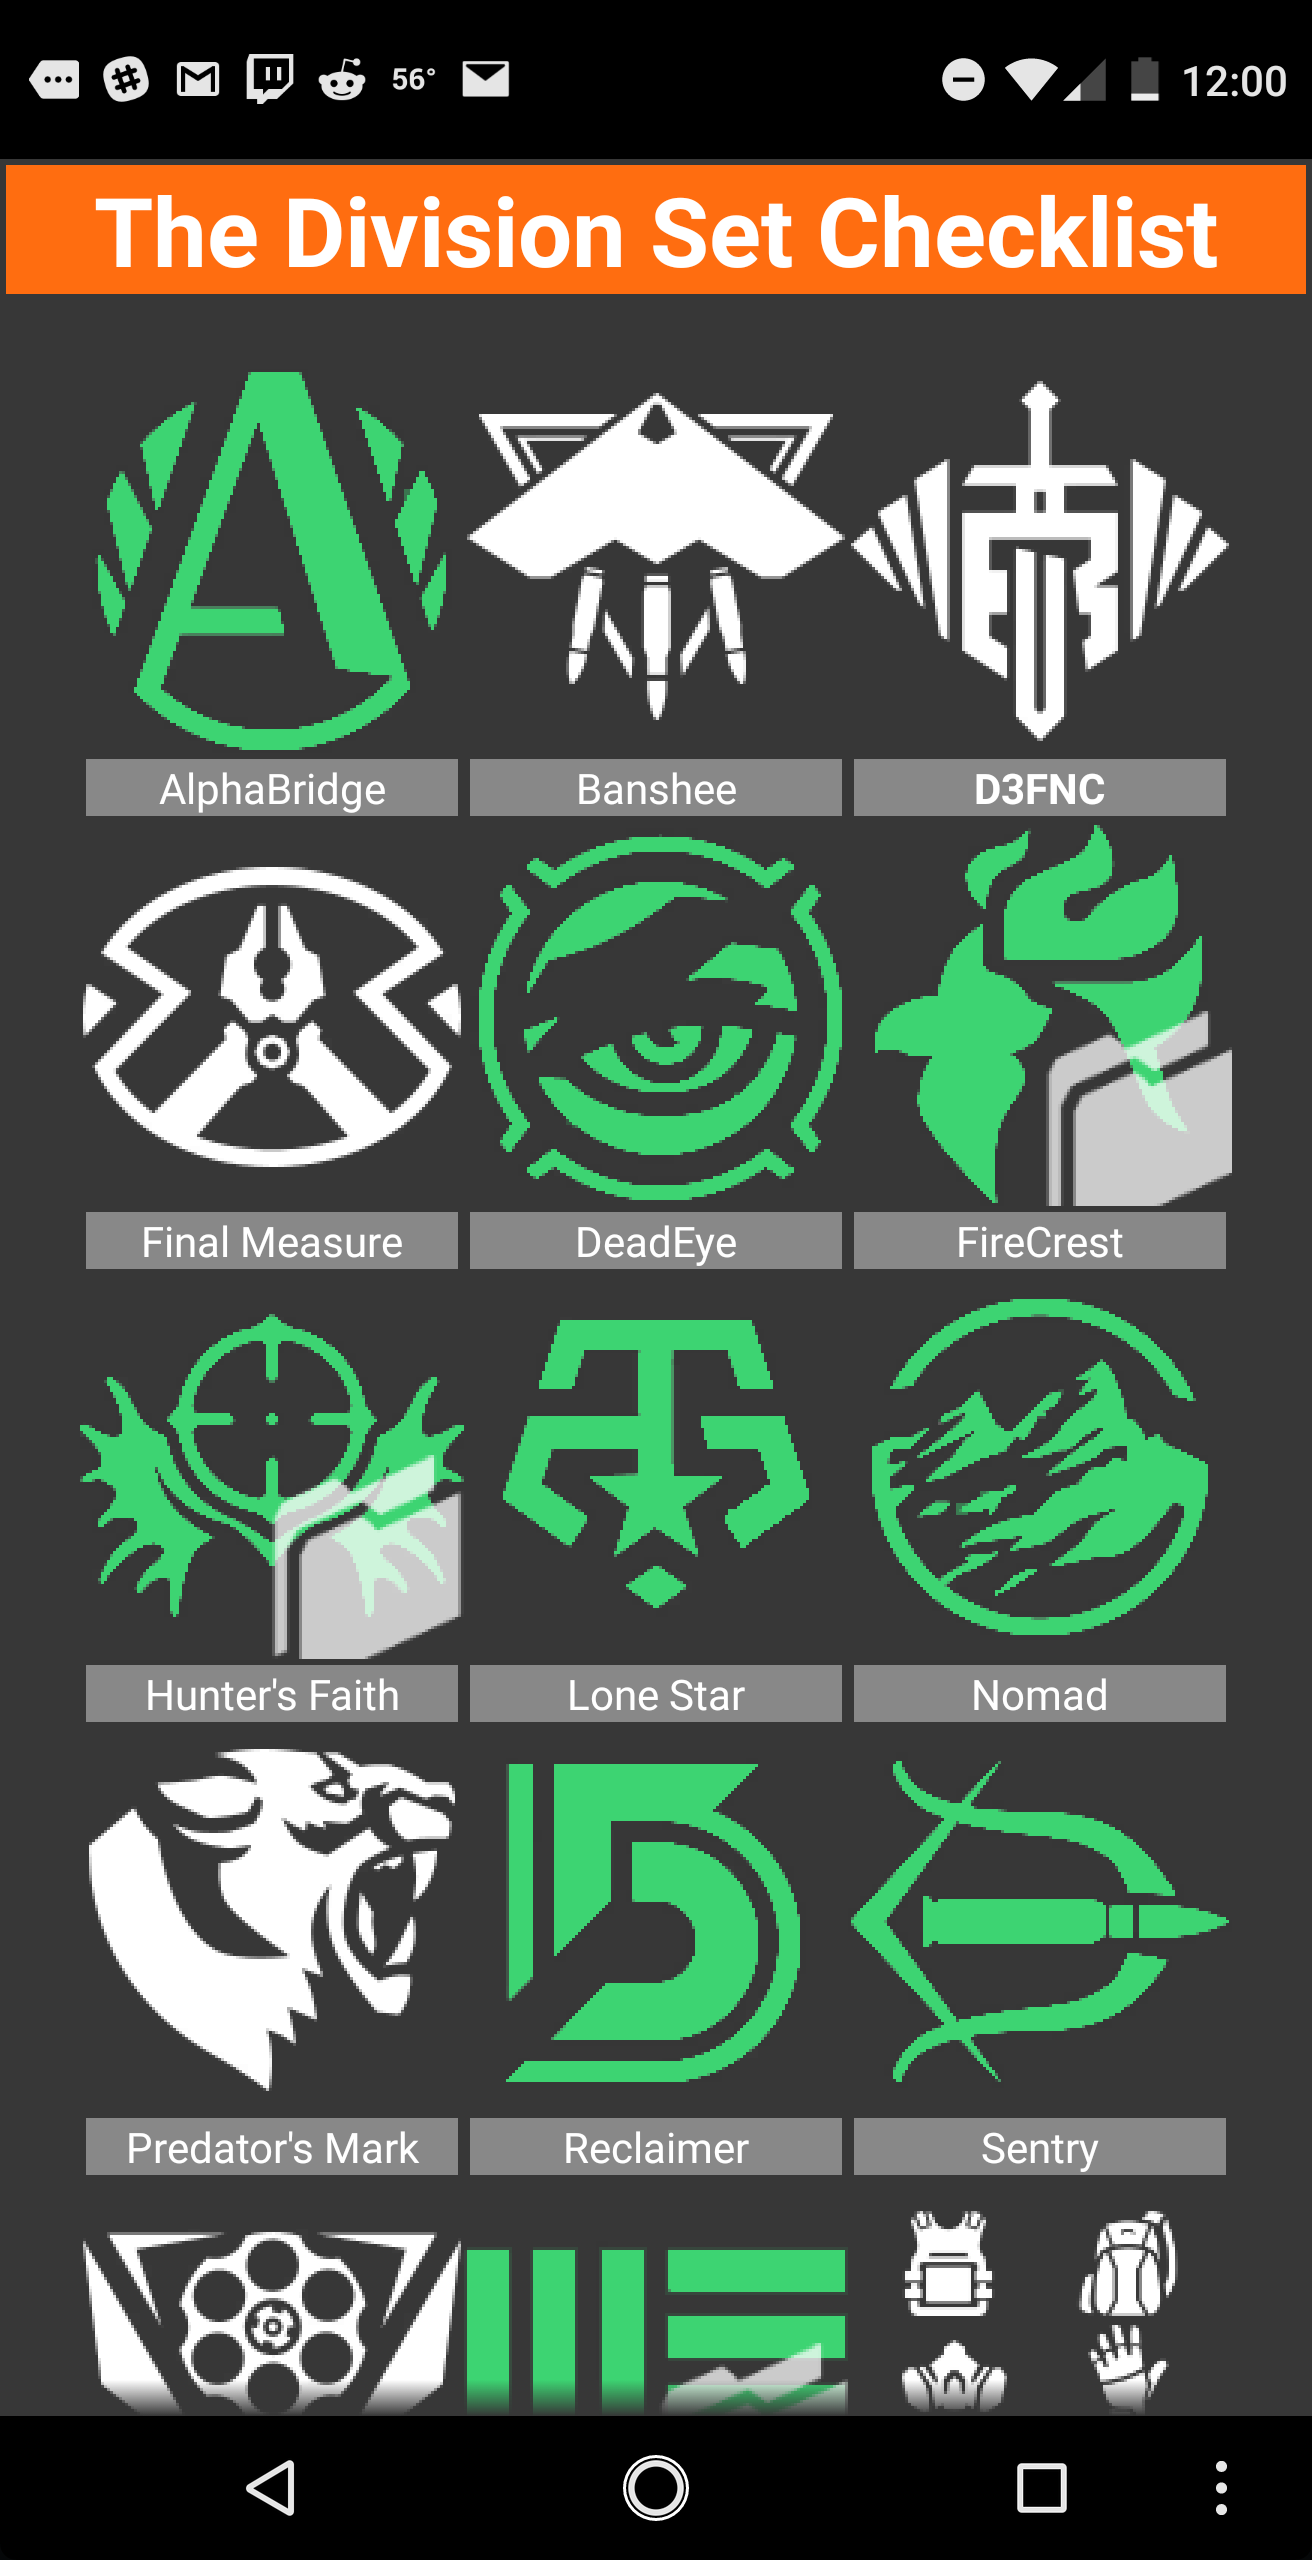 56°
12:00
The Division Set Checklist
AlphaBridge
Banshee
D3FNC
Final Measure
DeadEye
FireCrest
Hunter's Faith
Lone Star
Nomad
Predator's Mark
Reclaimer
Sentry